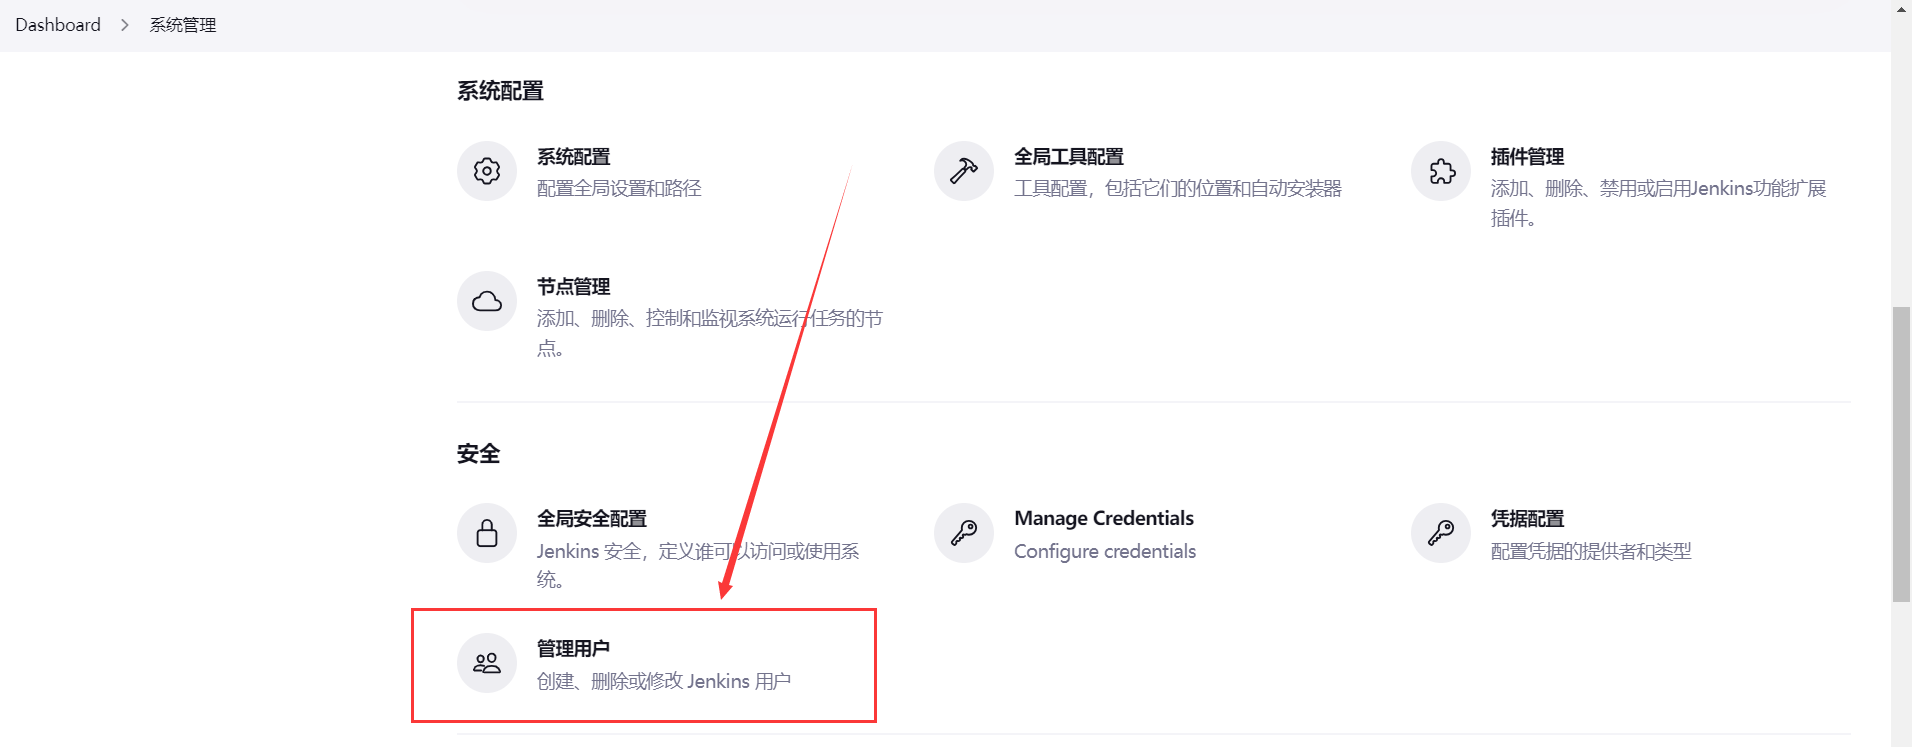 Dashboard > 系统管理
系统配置
系统配置
配置全局设置和路径
全局工具配置
工具配置，包括它们的位置和自动安装器
插件管理
添加、删除、禁用或启用Jenkins功能扩展
插件。
节点管理
添加、删除、控制和监视系统运行任务的节
点。
安全
全局安全配置
Jenkins 安全，定义谁可以访问或使用系
统。
Manage Credentials
Configure credentials
凭据配置
配置凭据的提供者和类型
管理用户
创建、删除或修改 Jenkins 用户